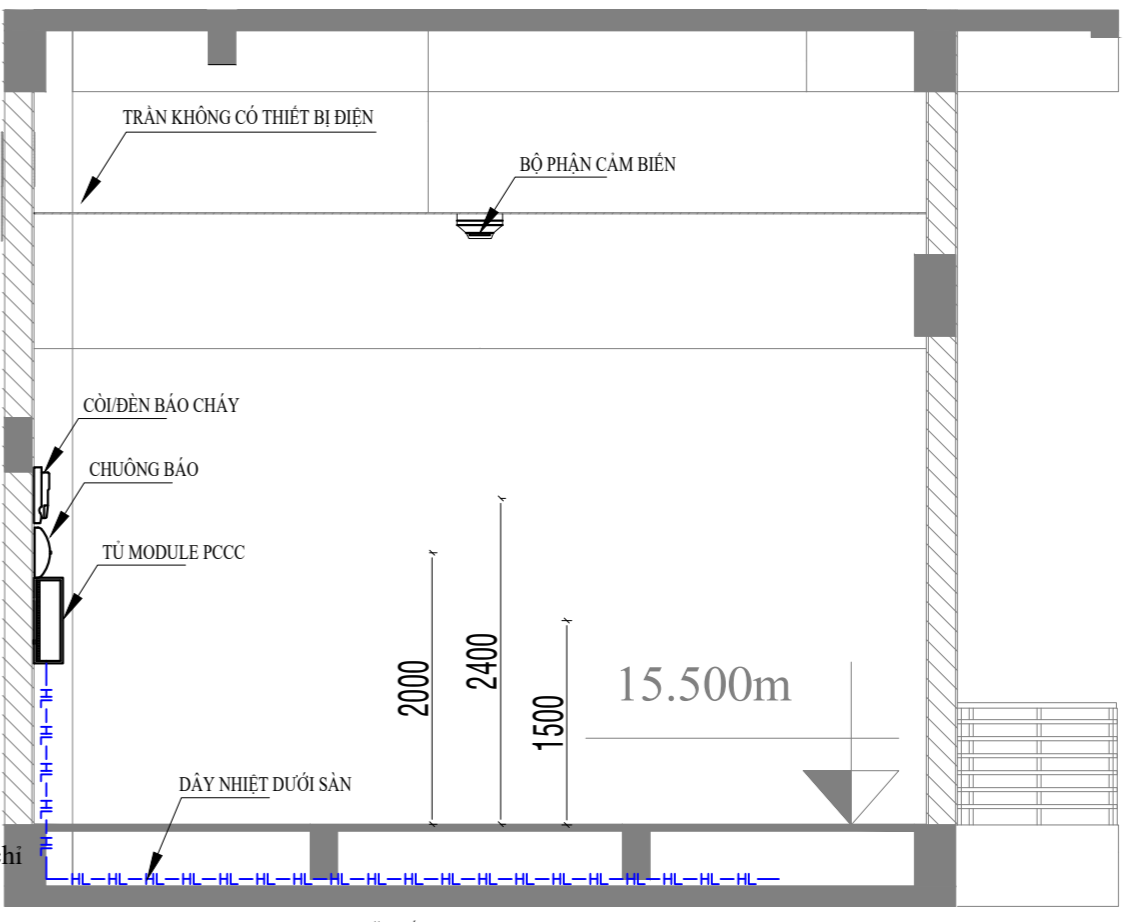 TRẦN KHÔNG CÓ THIẾT BỊ ĐIỆN
BỘ PHẬN CẢM BIẾN
CÒI/ĐÈN BÁO CHÁY
CHUÔNG BÁO
TỦ MODULE PCCC
2000
2400
1500
15.500m
HL HL HL HL HL
DÂY NHIỆT DƯỚI SÀN
HL HL HL HL HL HL HL HL HL HL HL HL HL HL HL HL HL HL HL